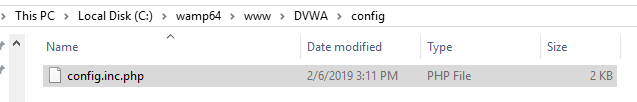 This PC > Local Disk (C:) > wamp64 > www > DVWA > config
Name Date modified Type Size
config.inc.php 2/6/2019 3:11 PM PHP File 2 KB